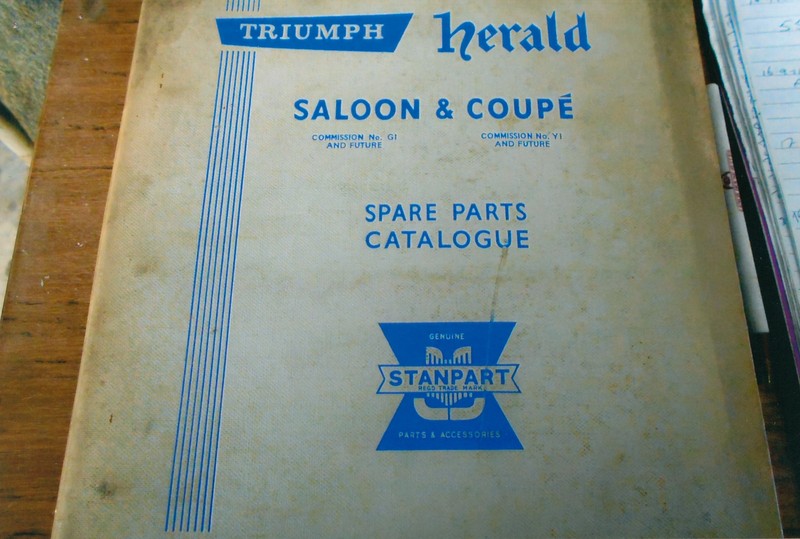 TRIUMPH herald
SALOON & COUPÉ
COMMISSION No. G1
AND FUTURE
COMMISSION No. Y1
AND FUTURE
SPARE PARTS
CATALOGUE
GENUINE
STANPART
REGD TRADE MARK
PARTS & ACCESSORIES